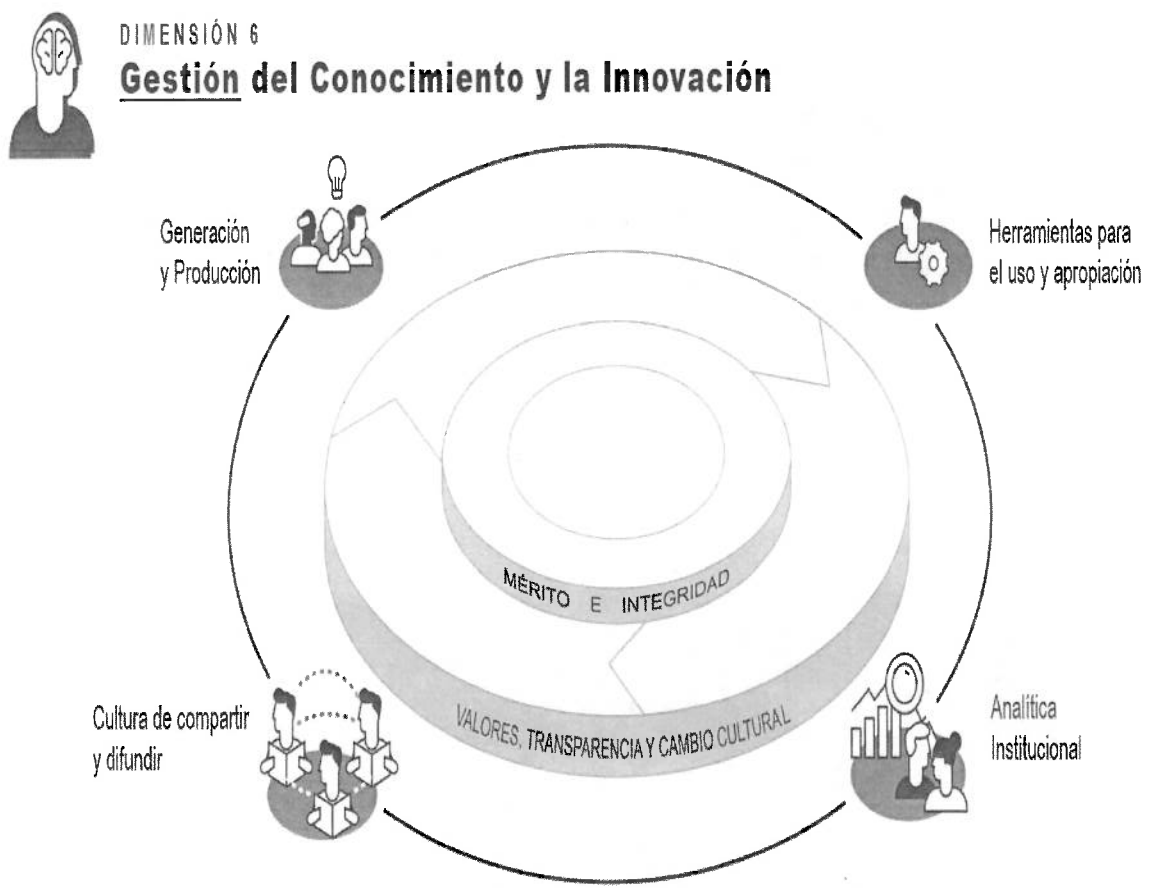 DIMENSIÓN 6
Gestión del Conocimiento y la Innovación
Generación
y Producción
Herramientas para
el uso y apropiación
MÉRITO E INTEGRIDAD
VALORES, TRANSPARENCIA Y CAMBIO CULTURAL
Cultura de compartir
y difundir
Analítica
Institucional